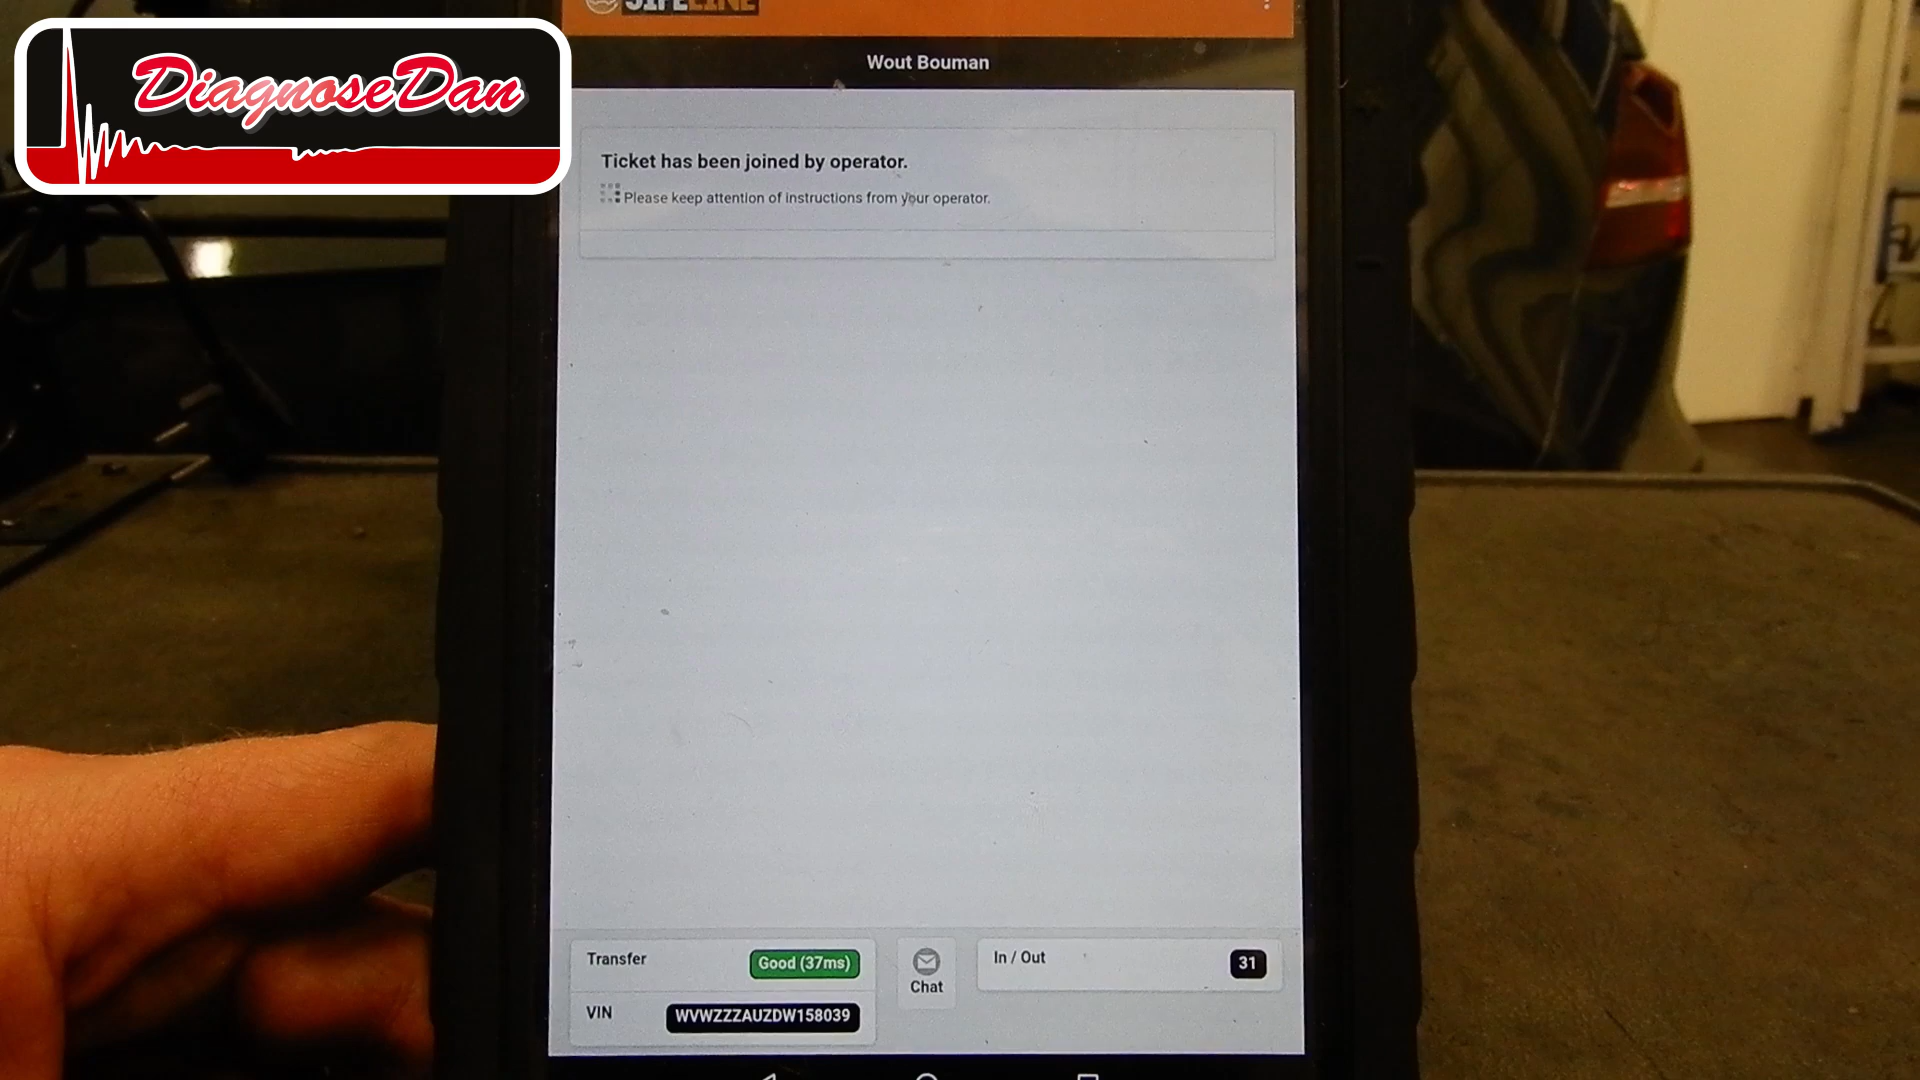 DiagnoseDan
JIFELINE
Wout Bouman
Ticket has been joined by operator.
Please keep attention of instructions from your operator.
Transfer
Good (37ms)
VIN
WVWZZZAUZDW158039
Chat
In / Out
31